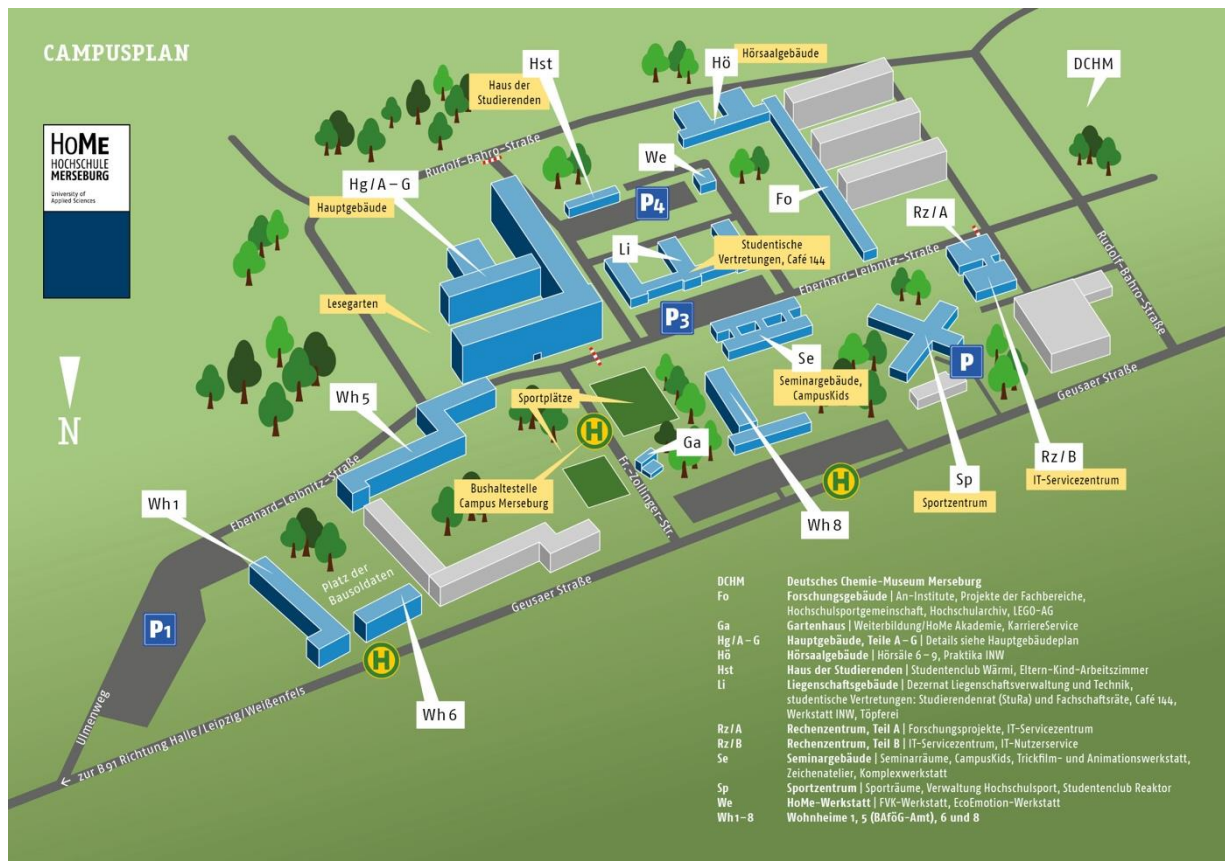 CAMPUSPLAN
HOME
HOCHSCHULE
MERSEBURG
University of
Applied Sciences
N
Hst
Haus der
Studierenden
Hörsaalgebäude
Hö
DCHM
Rudolf-Bahro-Straße
We
Hg/A–G
Hauptgebäude
P4
Fo
Rz/A
Li
Studentische
Vertretungen, Café 144
Lesegarten
Eberhard-Leibnitz-Straße
Rudolf-Bahro-Straße
P3
Se
Seminargebäude,
CampusKids
P
Geusaer Straße
Wh 5
Sportplätze
H
Ga
Bushaltestelle
Campus Merseburg
Fr.-Zollinger-Str.
Rz/B
IT-Servicezentrum
Sp
Sportzentrum
H
Wh 8
Wh 1
Eberhard-Leibnitz-Straße
Platz der
Bausoldaten
Geusaer Straße
P1
H
Wh 6
Ulmenweg
← zur B 91 Richtung Halle/Leipzig/Weißenfels
DCHM Deutsches Chemie-Museum Merseburg
Fo Forschungsgebäude | An-Institute, Projekte der Fachbereiche,
Hochschulsportgemeinschaft, Hochschularchiv, LEGO-AG
Ga Gartenhaus | Weiterbildung/HoMe Akademie, KarriereService
Hg/A–G Hauptgebäude, Teile A–G | Details siehe Hauptgebäudeplan
Hö Hörsaalgebäude | Hörsäle 6–9, Praktika INW
Hst Haus der Studierenden | Studentenclub Wärmi, Eltern-Kind-Arbeitszimmer
Li Liegenschaftsgebäude | Dezernat Liegenschaftsverwaltung und Technik,
studentische Vertretungen: Studierendenrat (StuRa) und Fachschaftsräte, Café 144,
Werkstatt INW, Töpferei
Rz/A Rechenzentrum, Teil A | Forschungsprojekte, IT-Servicezentrum
Rz/B Rechenzentrum, Teil B | IT-Servicezentrum, IT-Nutzerservice
Se Seminargebäude | Seminarräume, CampusKids, Trickfilm- und Animationswerkstatt,
Zeichenatelier, Komplexwerkstatt
Sp Sportzentrum | Sporträume, Verwaltung Hochschulsport, Studentenclub Reaktor
We HoMe-Werkstatt | FVK-Werkstatt, EcoEmotion-Werkstatt
Wh 1–8 Wohnheime 1, 5 (BAföG-Amt), 6 und 8